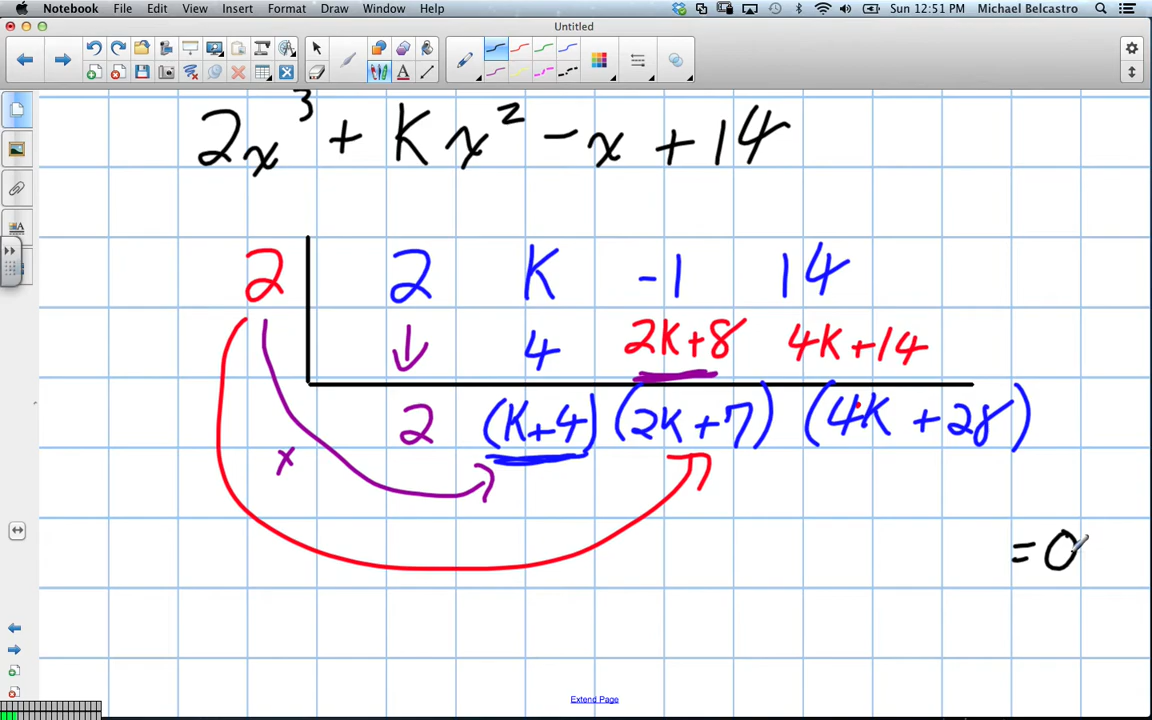 Notebook File Edit View Insert Format Draw Window Help Sun 12:51 PM Michael Belcastro
Untitled
2x³ + Kx² - x + 14
2 2 K -1 14
4 2K+8 4K+14
2 (K+4) (2K+7) (4K+28)
x
= 0
Extend Page